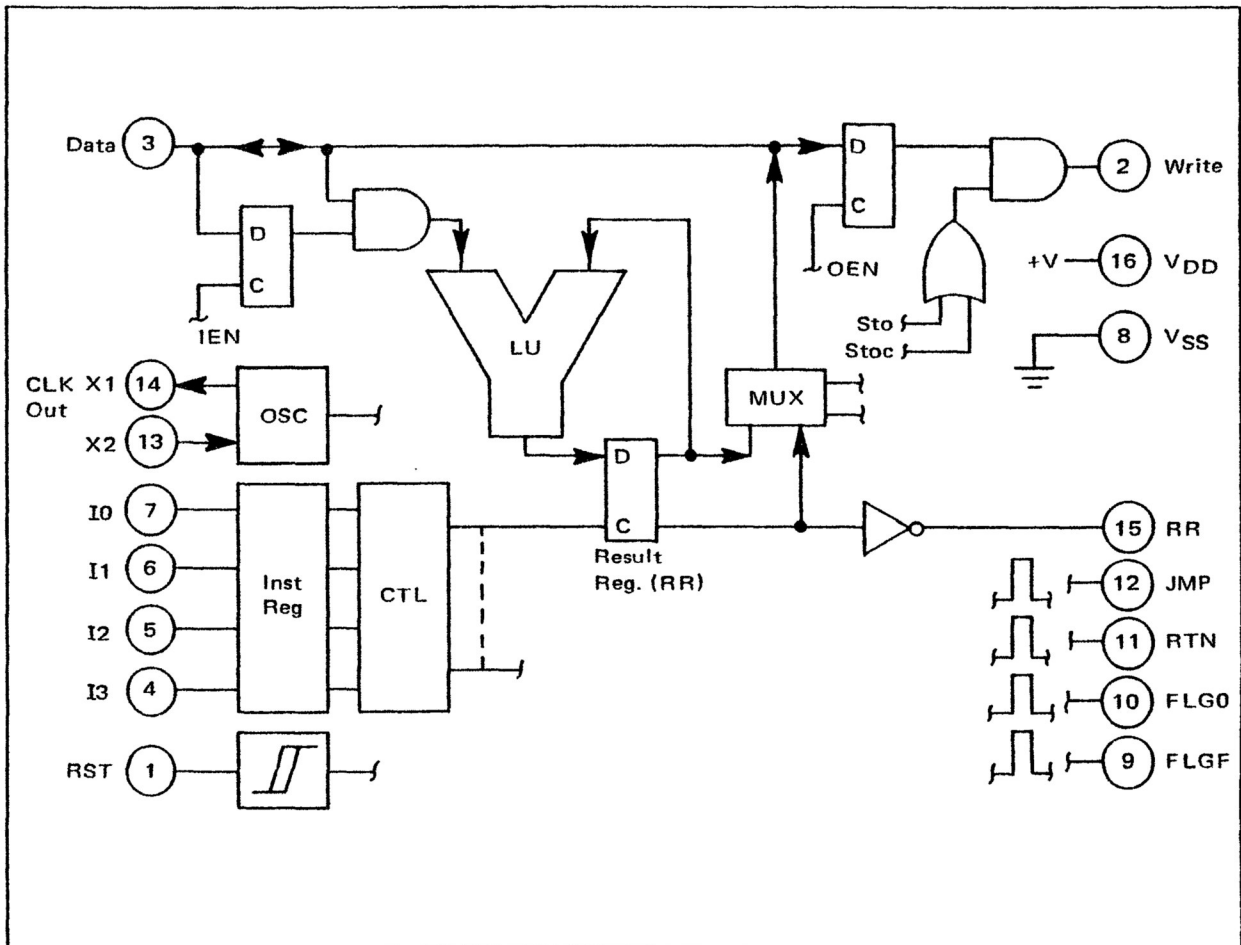 Data 3
D
C
IEN
LU
D
C
OEN
2 Write
+V 16 VDD
Sto
Stoc
8 VSS
CLK X1 14
Out
X2 13
OSC
MUX
I0 7
I1 6
I2 5
I3 4
Inst
Reg
CTL
D
C
Result
Reg. (RR)
15 RR
12 JMP
11 RTN
10 FLG0
9 FLGF
RST 1